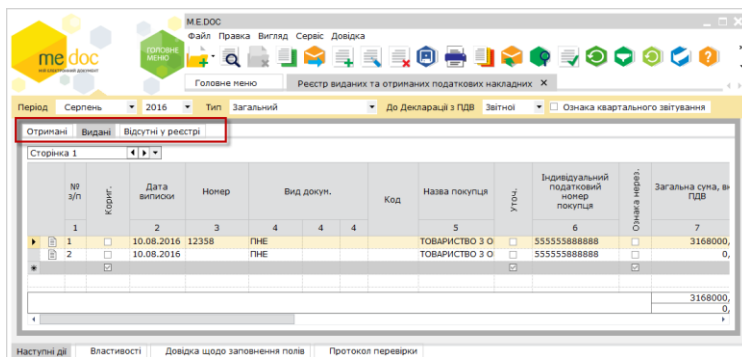 M.E.DOC
Файл Правка Вигляд Сервіс Довідка
me doc
ГОЛОВНЕ МЕНЮ
Головне меню Реєстр виданих та отриманих податкових накладних ✕
Період Серпень 2016 Тип Загальний До Декларації з ПДВ Звітної Ознака квартального звітування
Отримані Видані Відсутні у реєстрі
Сторінка 1
№ з/п Кориг. Дата виписки Номер Вид докум. Код Назва покупця Уточ. Індивідуальний податковий номер покупця Ознака нерез. Загальна сума, вк ПДВ
1 2 3 4 4 4 5 6 7
1 10.08.2016 12358 ПНЕ ТОВАРИСТВО З О 555555888888 3168000,
2 10.08.2016 ПНЕ ТОВАРИСТВО З О 555555888888 0,
3168000,
0,
Наступні дії Властивості Довідка щодо заповнення полів Протокол перевірки